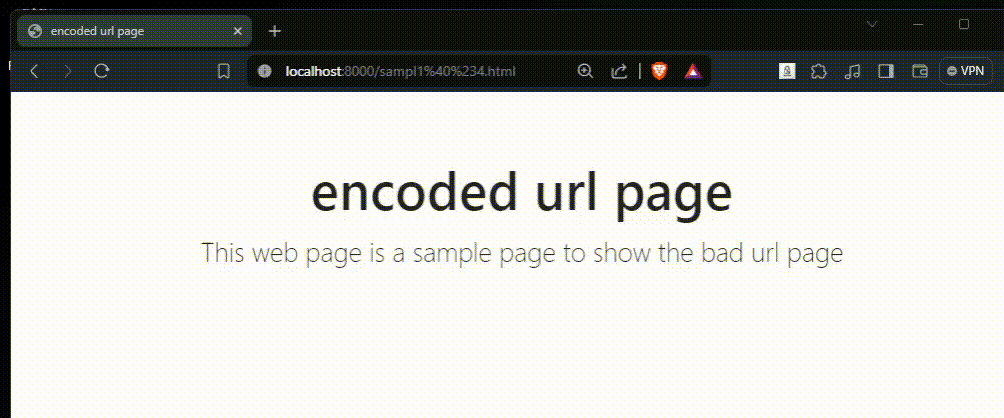 encoded url page
localhost:8000/sampl1%40%234.html
VPN
encoded url page
This web page is a sample page to show the bad url page